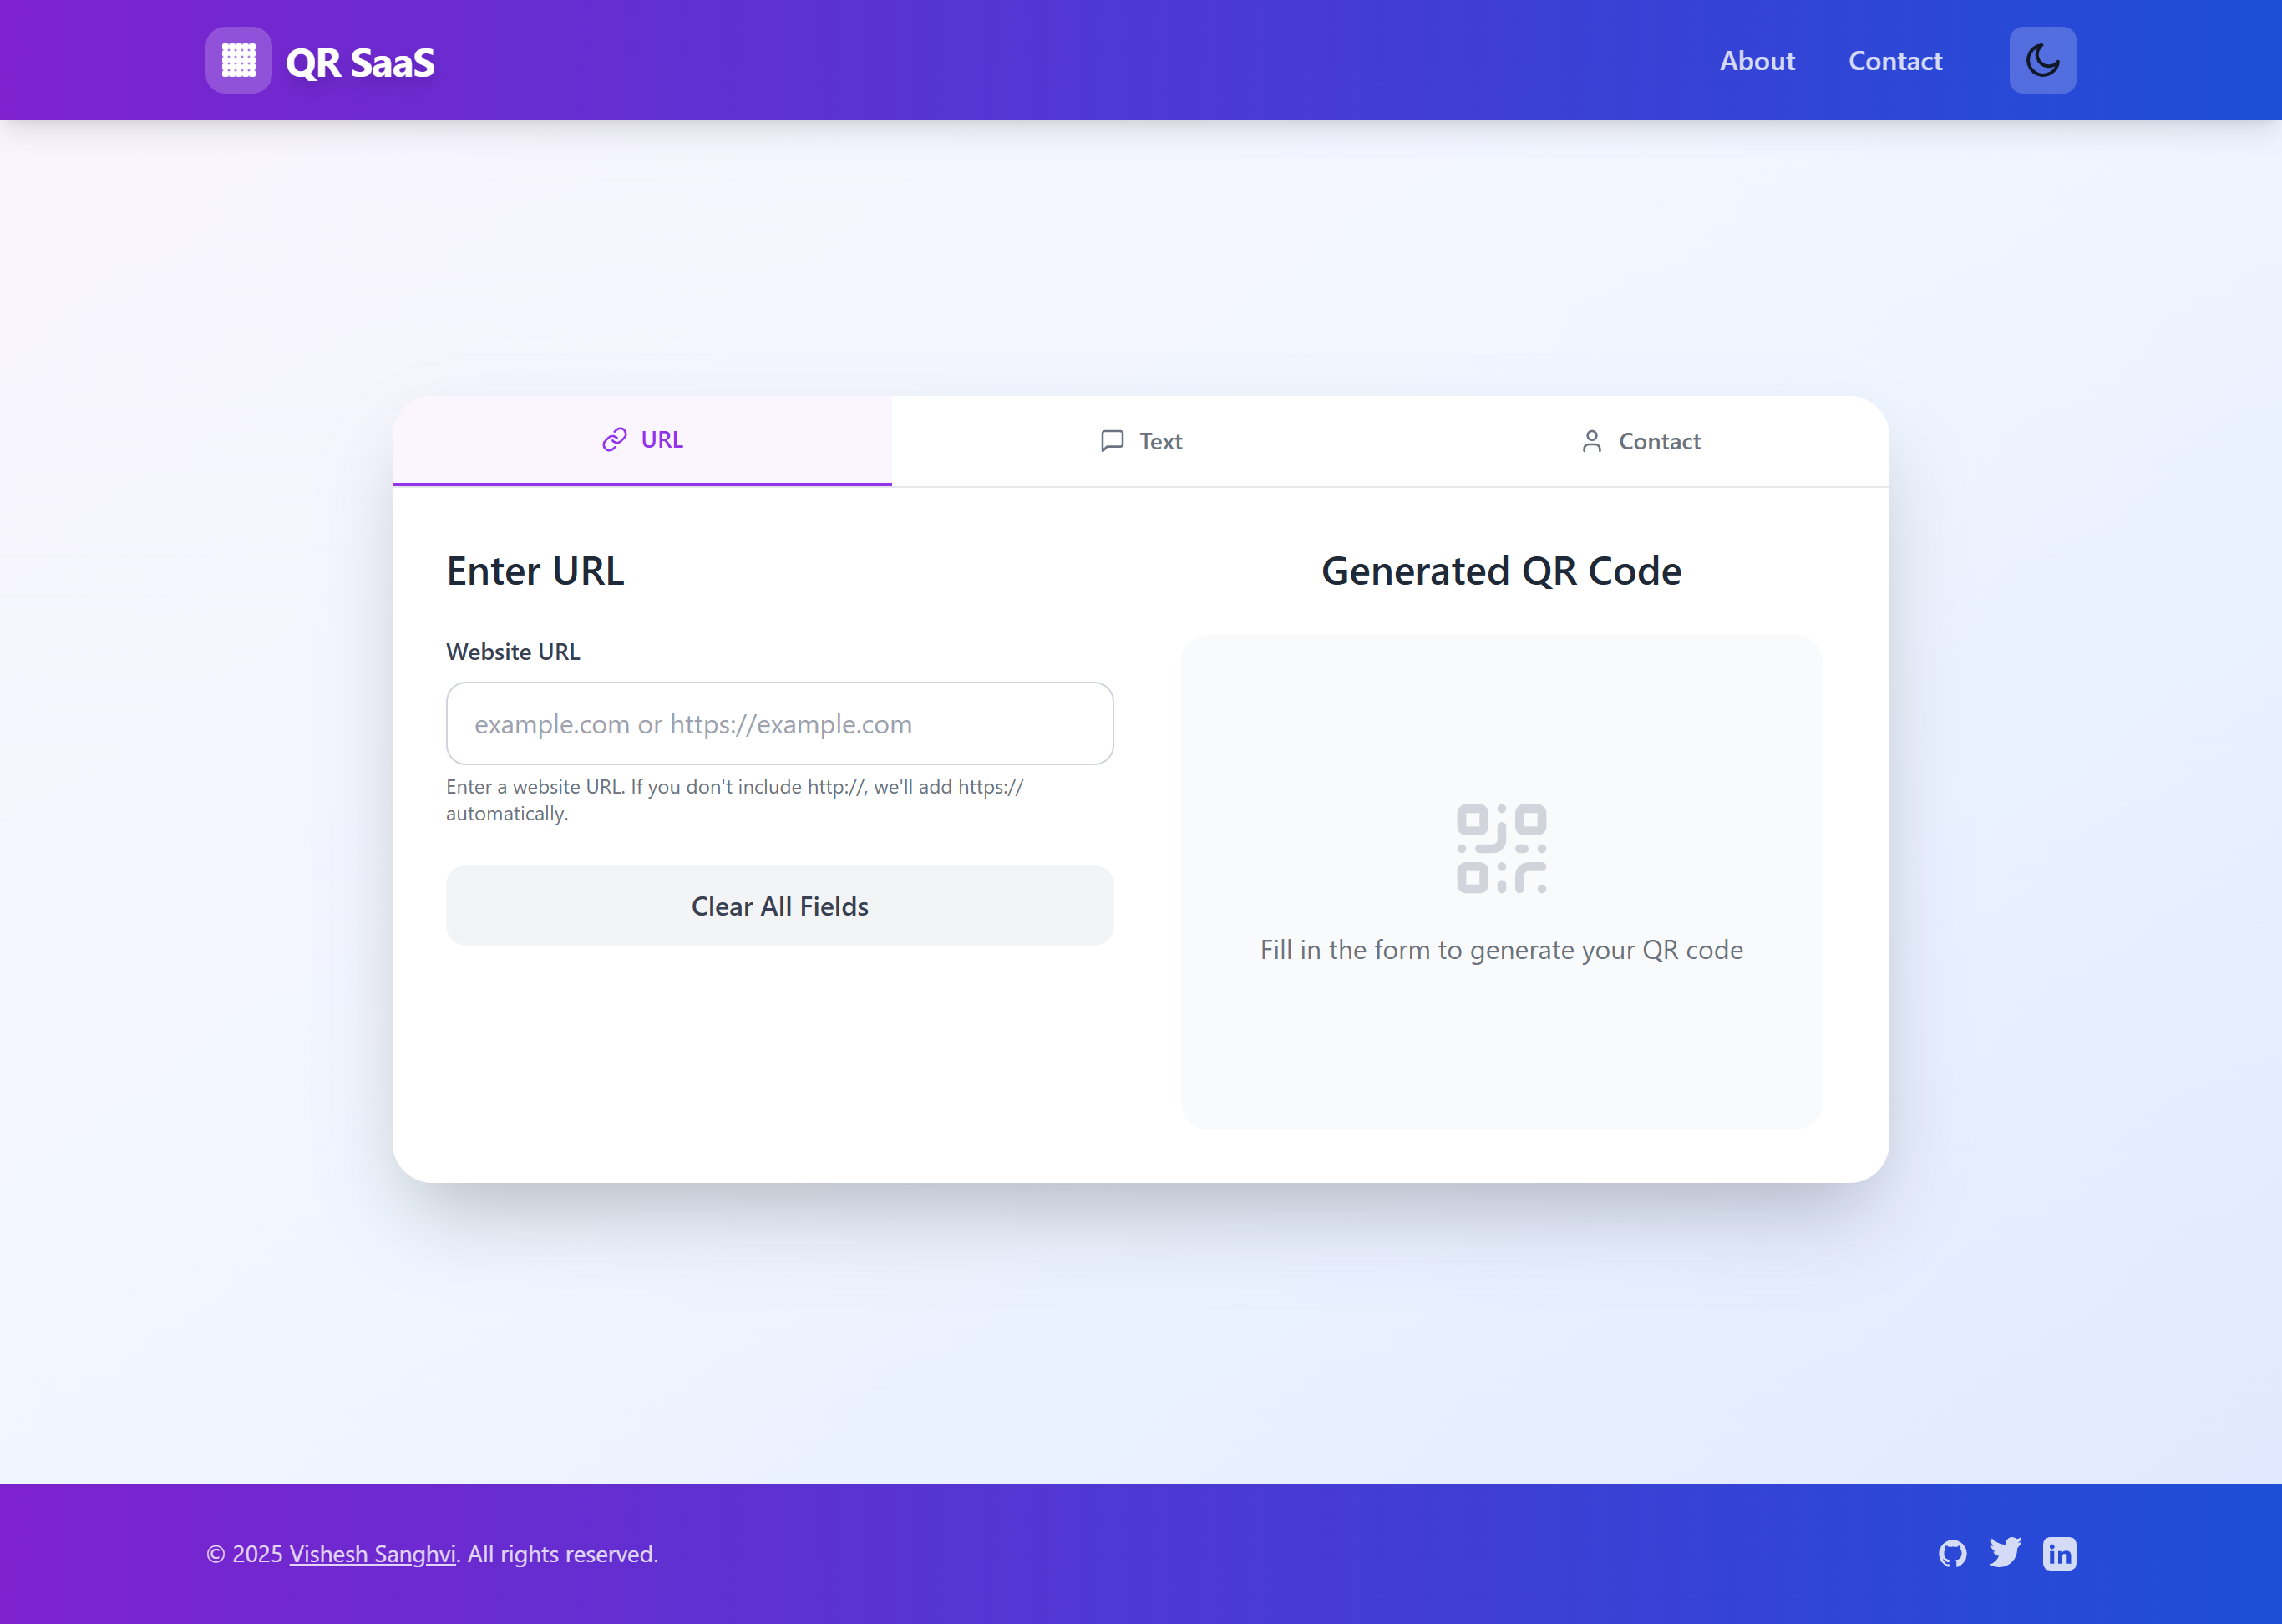 QR SaaS
About
Contact
URL
Text
Contact
Enter URL
Website URL
example.com or https://example.com
Enter a website URL. If you don't include http://, we'll add https://
automatically.
Clear All Fields
Generated QR Code
Fill in the form to generate your QR code
© 2025 Vishesh Sanghvi. All rights reserved.
in